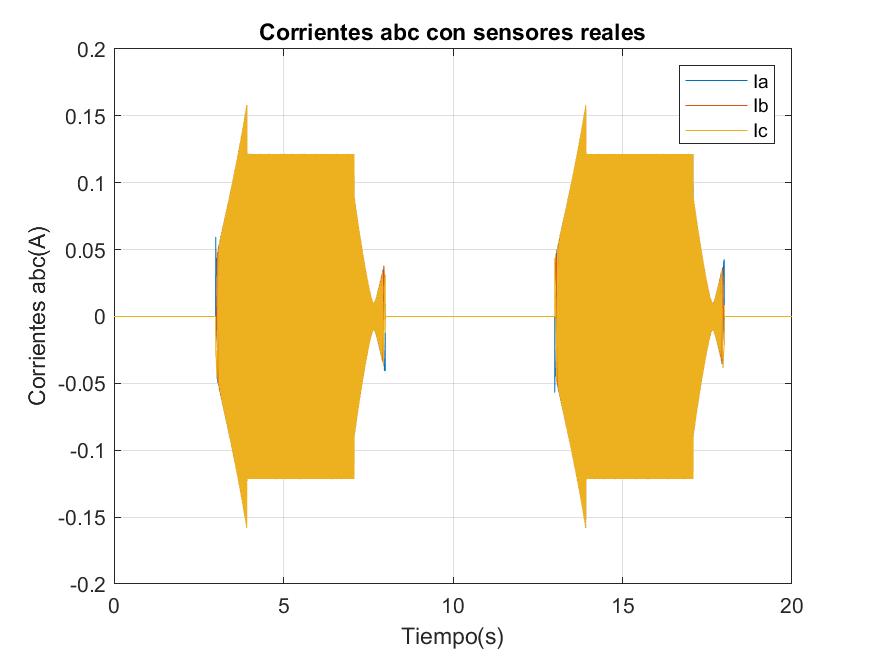 Corrientes abc con sensores reales
0.2
0.15
0.1
0.05
0
-0.05
-0.1
-0.15
-0.2
Corrientes abc(A)
Ia
Ib
Ic
0 5 10 15 20
Tiempo(s)